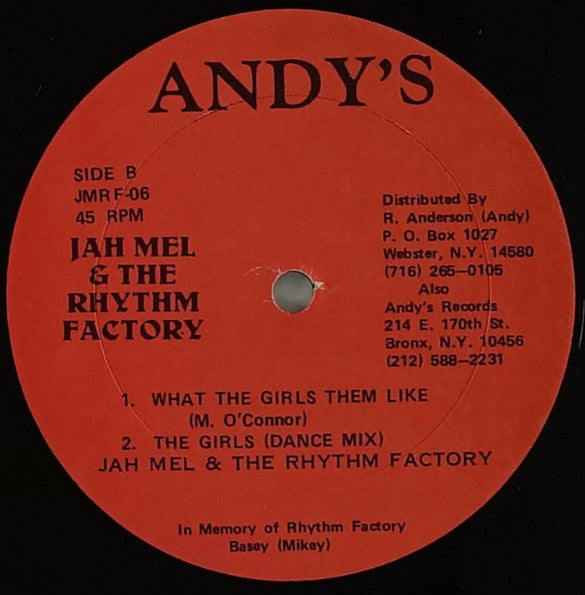 ANDY'S
SIDE B
JMRF-06
45 RPM
JAH MEL
& THE
RHYTHM
FACTORY
Distributed By
R. Anderson (Andy)
P. O. Box 1027
Webster, N.Y. 14580
(716) 265–0105
Also
Andy's Records
214 E. 170th St.
Bronx, N.Y. 10456
(212) 588–2231
1. WHAT THE GIRLS THEM LIKE
(M. O'Connor)
2. THE GIRLS (DANCE MIX)
JAH MEL & THE RHYTHM FACTORY
In Memory of Rhythm Factory
Basey (Mikey)